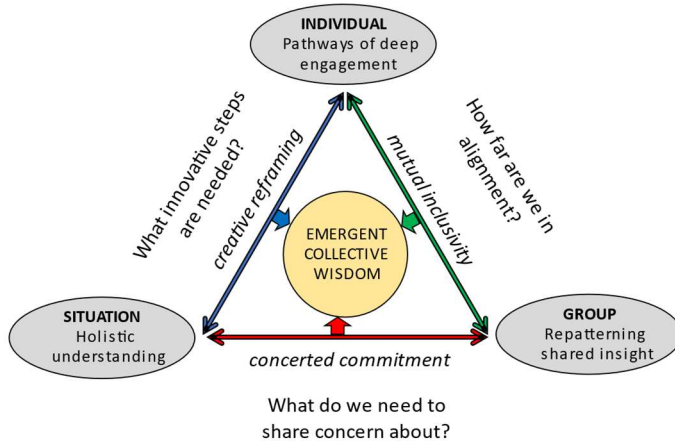 INDIVIDUAL
Pathways of deep
engagement
What innovative steps
are needed?
creative reframing
mutual inclusivity
How far are we in
alignment?
EMERGENT
COLLECTIVE
WISDOM
SITUATION
Holistic
understanding
GROUP
Repatterning
shared insight
concerted commitment
What do we need to
share concern about?